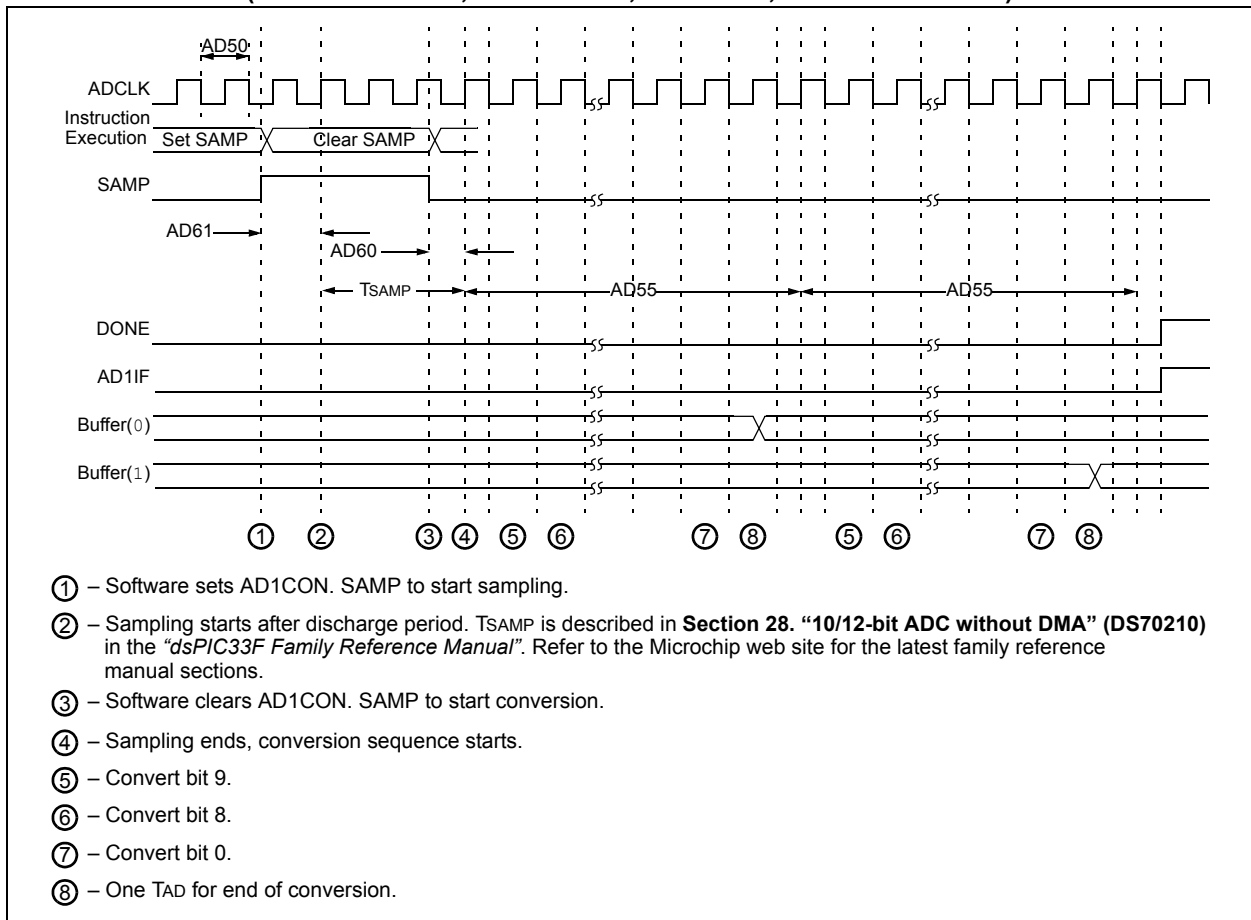 AD50
ADCLK
Instruction
Execution Set SAMP Clear SAMP
SAMP
AD61
AD60
TSAMP AD55 AD55
DONE
AD1IF
Buffer(0)
Buffer(1)
1 2 3 4 5 6 7 8 5 6 7 8
1 – Software sets AD1CON. SAMP to start sampling.
2 – Sampling starts after discharge period. TSAMP is described in Section 28. “10/12-bit ADC without DMA” (DS70210)
in the “dsPIC33F Family Reference Manual”. Refer to the Microchip web site for the latest family reference
manual sections.
3 – Software clears AD1CON. SAMP to start conversion.
4 – Sampling ends, conversion sequence starts.
5 – Convert bit 9.
6 – Convert bit 8.
7 – Convert bit 0.
8 – One TAD for end of conversion.